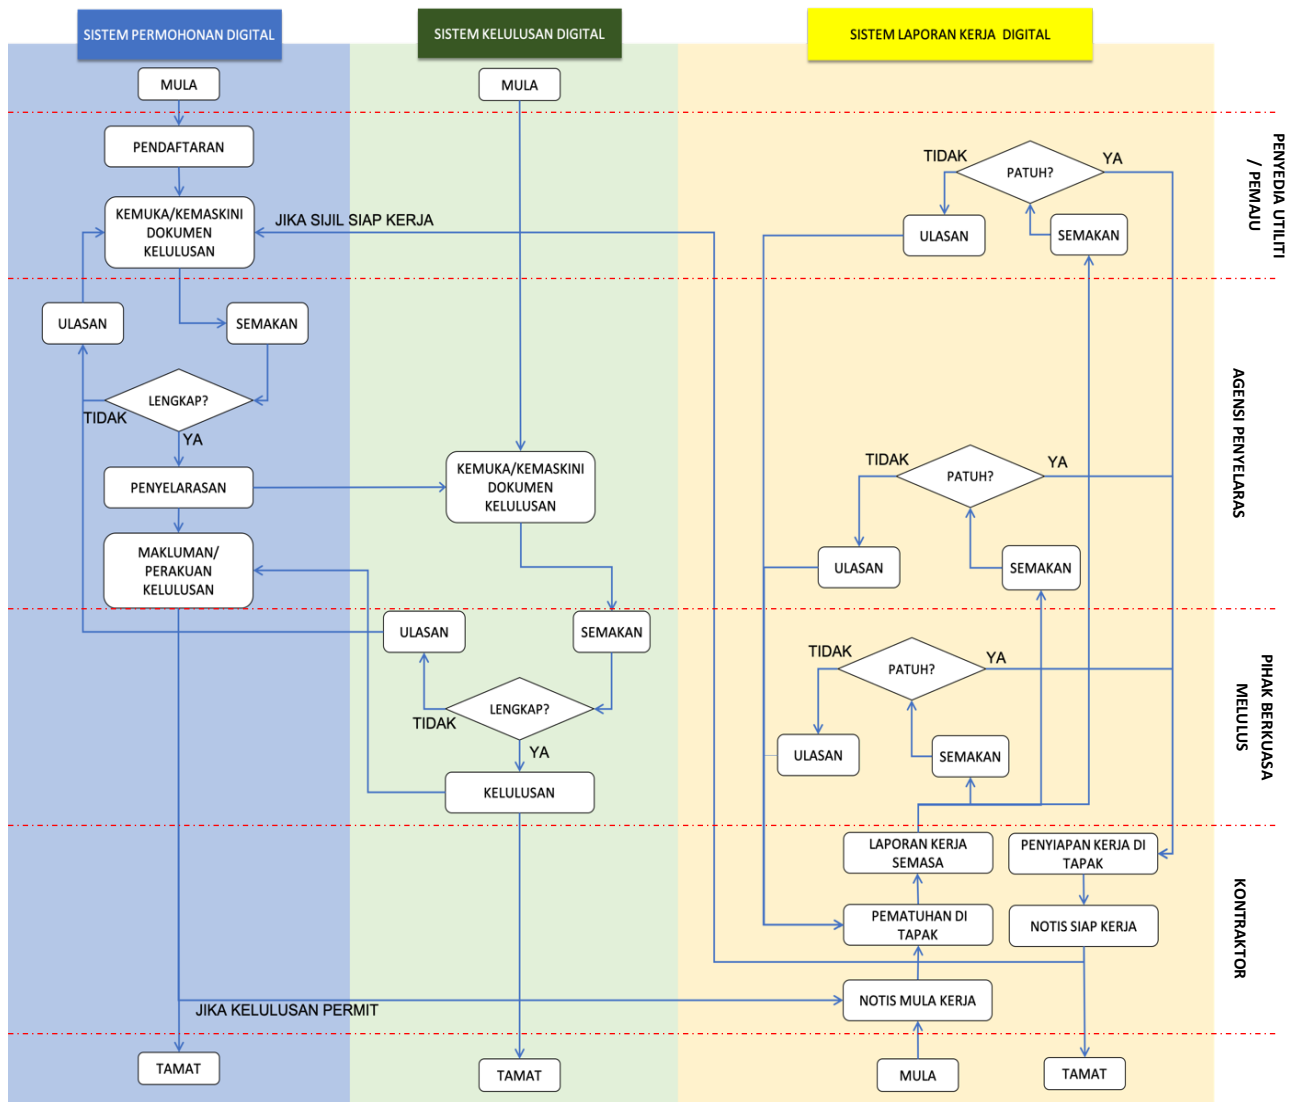 SISTEM PERMOHONAN DIGITAL
SISTEM KELULUSAN DIGITAL
SISTEM LAPORAN KERJA DIGITAL
MULA
MULA
PENDAFTARAN
KEMUKA/KEMASKINI
DOKUMEN
KELULUSAN
JIKA SIJIL SIAP KERJA
ULASAN
SEMAKAN
LENGKAP?
TIDAK
YA
PENYELARASAN
MAKLUMAN/
PERAKUAN
KELULUSAN
KEMUKA/KEMASKINI
DOKUMEN
KELULUSAN
ULASAN
SEMAKAN
LENGKAP?
TIDAK
YA
KELULUSAN
JIKA KELULUSAN PERMIT
TAMAT
TAMAT
TIDAK
PATUH?
YA
ULASAN
SEMAKAN
TIDAK
PATUH?
YA
ULASAN
SEMAKAN
TIDAK
PATUH?
YA
ULASAN
SEMAKAN
LAPORAN KERJA
SEMASA
PENYIAPAN KERJA DI
TAPAK
PEMATUHAN DI
TAPAK
NOTIS SIAP KERJA
NOTIS MULA KERJA
MULA
TAMAT
PENYEDIA UTILITI
/ PEMAJU
AGENSI PENYELARAS
PIHAK BERKUASA
MELULUS
KONTRAKTOR